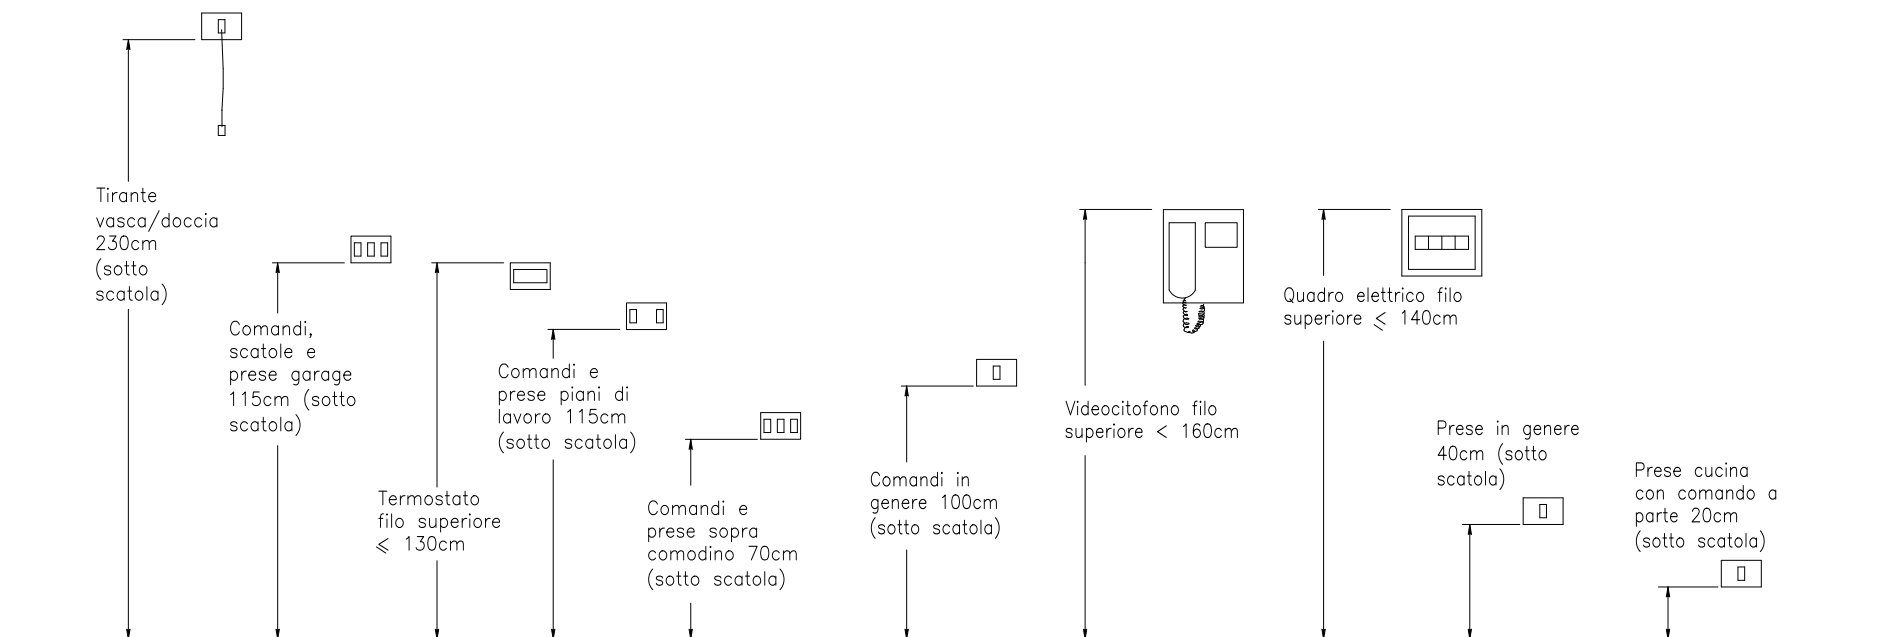 Tirante
vasca/doccia
230cm
(sotto
scatola)
Comandi,
scatole e
prese garage
115cm (sotto
scatola)
Termostato
filo superiore
≤ 130cm
Comandi e
prese piani di
lavoro 115cm
(sotto scatola)
Comandi e
prese sopra
comodino 70cm
(sotto scatola)
Comandi in
genere 100cm
(sotto scatola)
Videocitofono filo
superiore < 160cm
Quadro elettrico filo
superiore ≤ 140cm
Prese in genere
40cm (sotto
scatola)
Prese cucina
con comando a
parte 20cm
(sotto scatola)